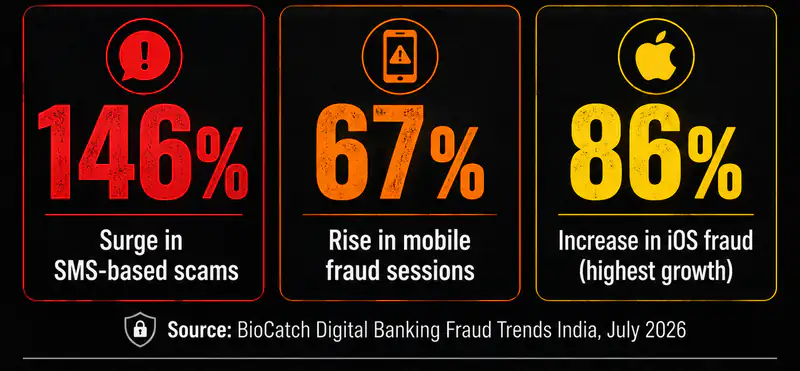 146%
Surge in
SMS-based scams
67%
Rise in mobile
fraud sessions
86%
Increase in iOS fraud
(highest growth)
Source: BioCatch Digital Banking Fraud Trends India, July 2026